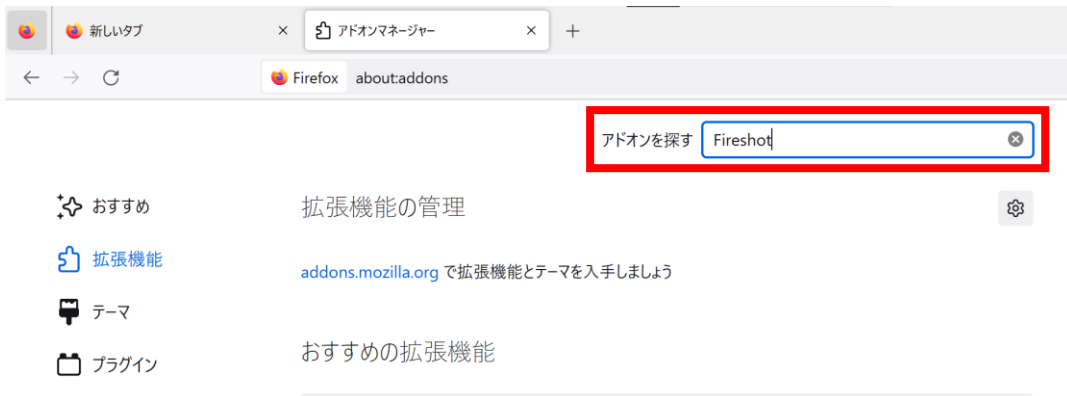 新しいタブ
アドオンマネージャー
Firefox about:addons
アドオンを探す Fireshot
おすすめ
拡張機能の管理
拡張機能
addons.mozilla.org で拡張機能とテーマを入手しましょう
テーマ
おすすめの拡張機能
プラグイン